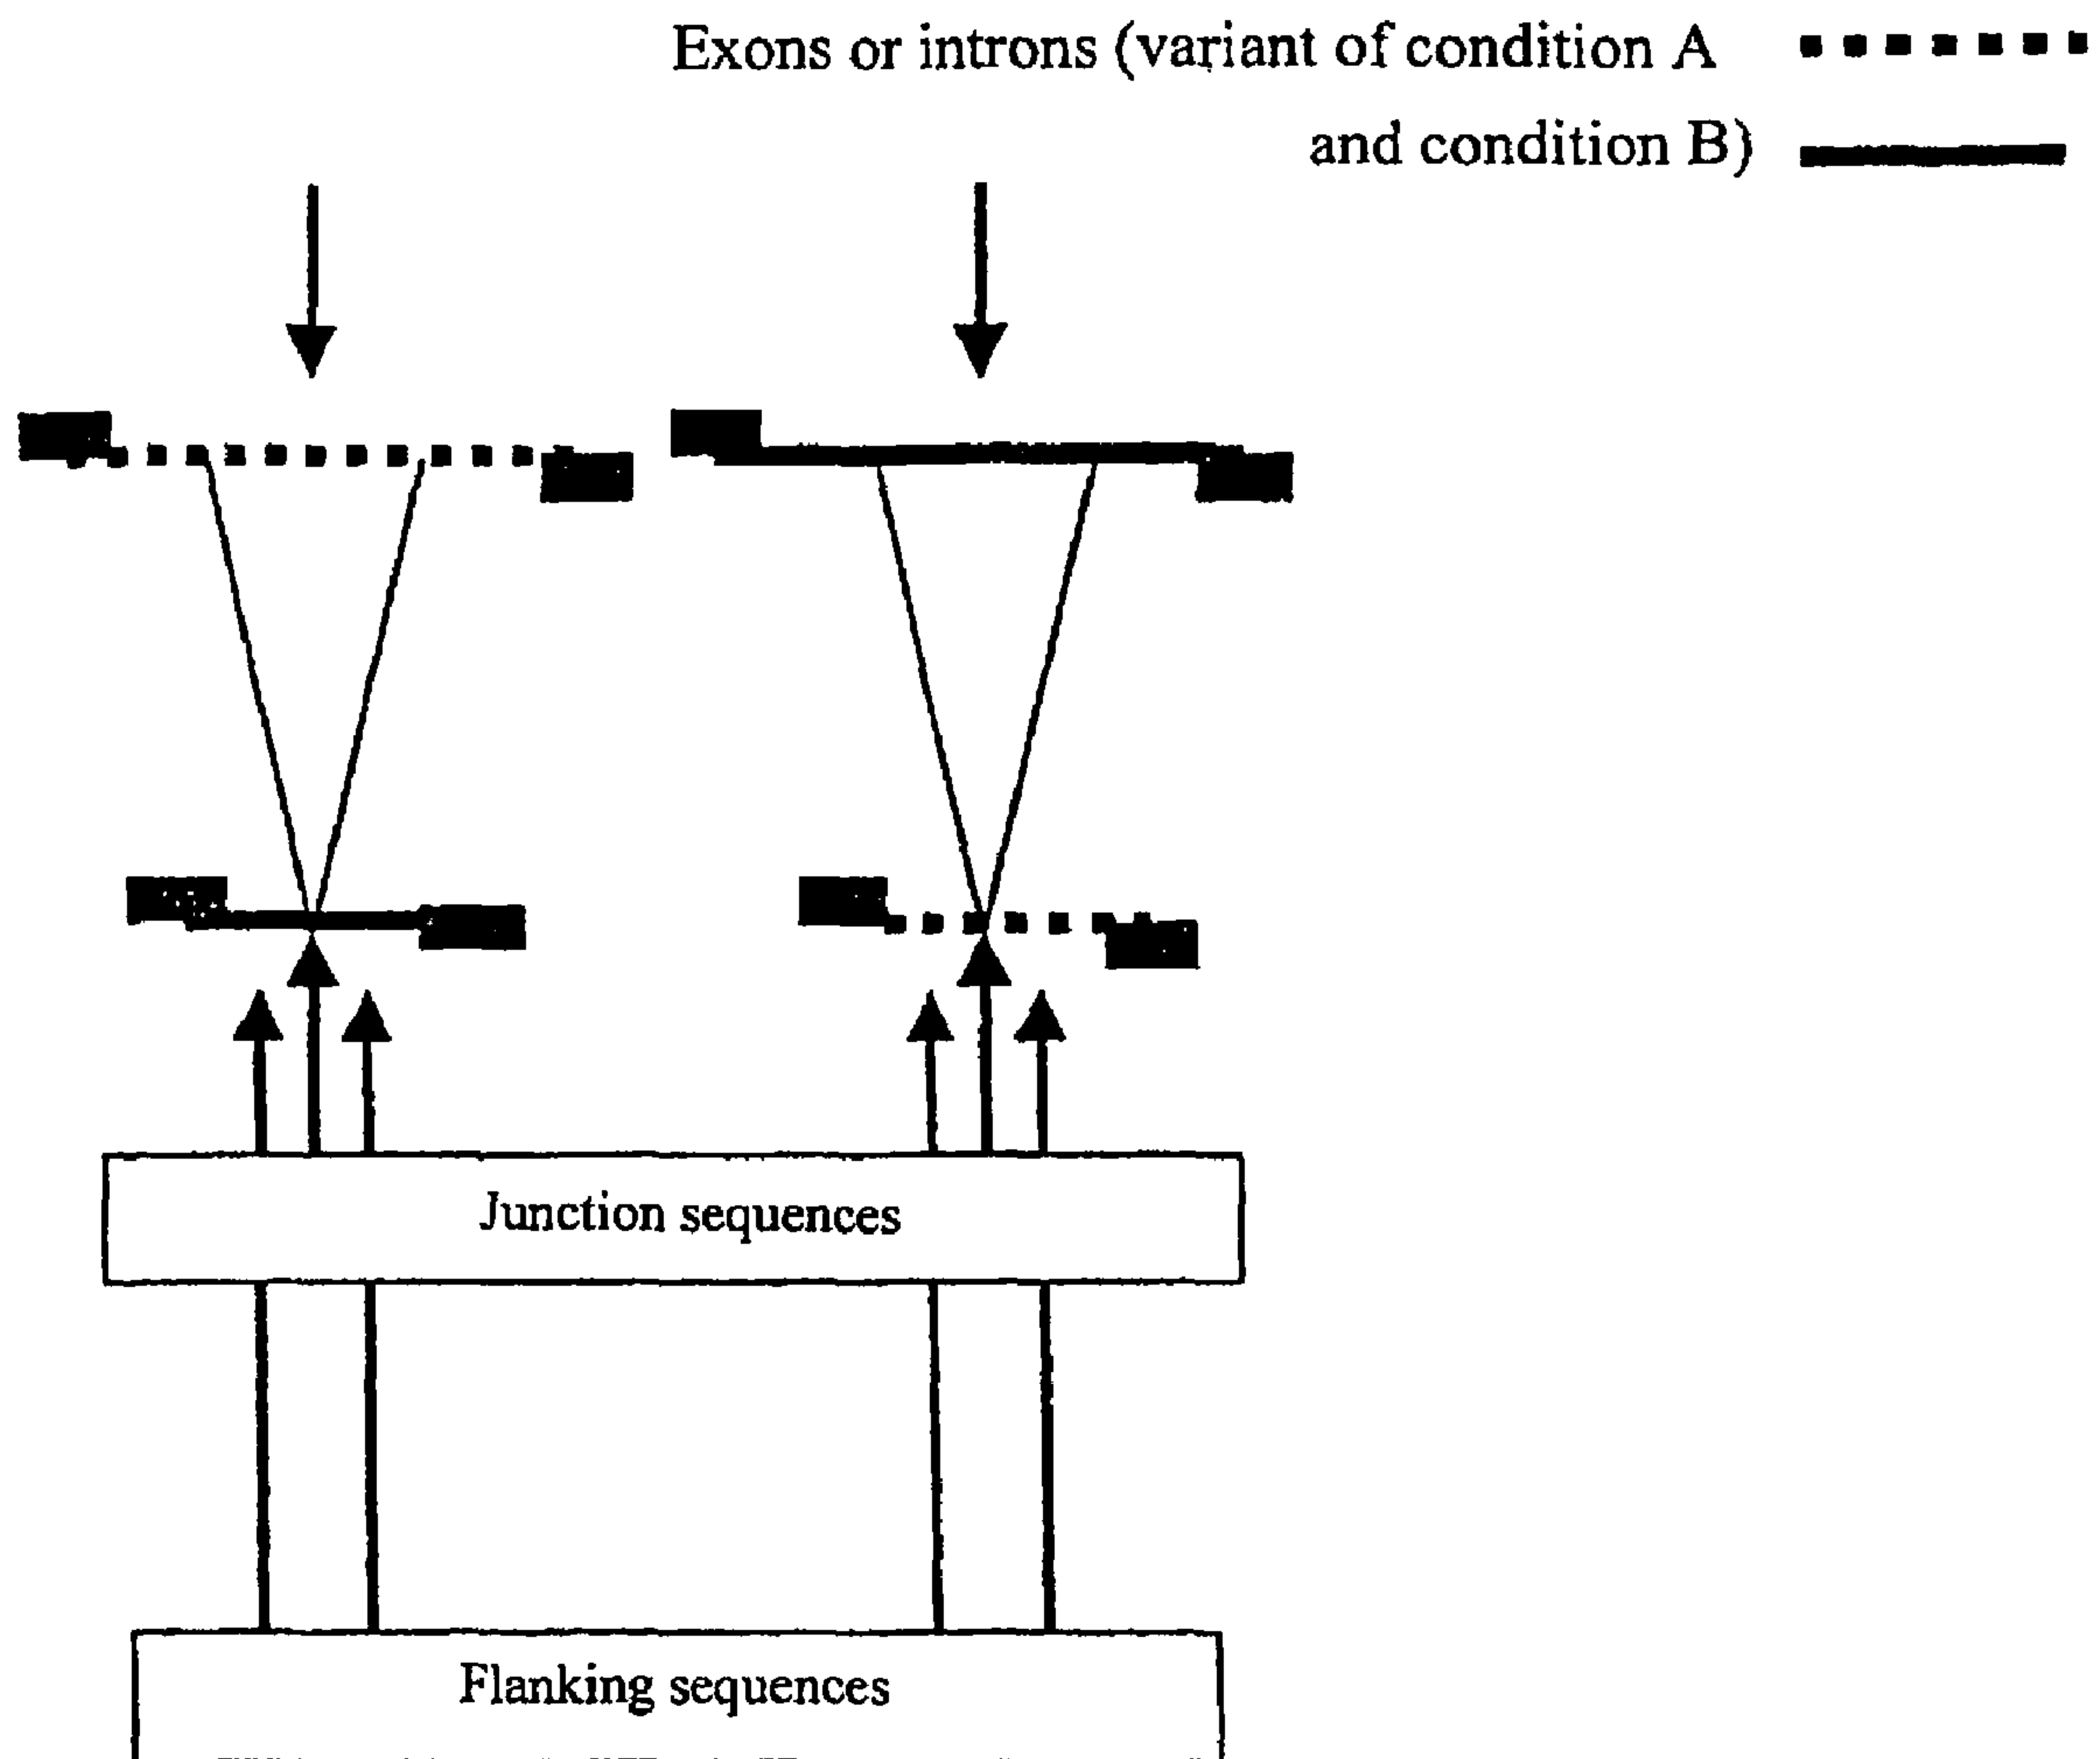 Exons or introns (variant of condition A
and condition B)
Junction sequences
Flanking sequences